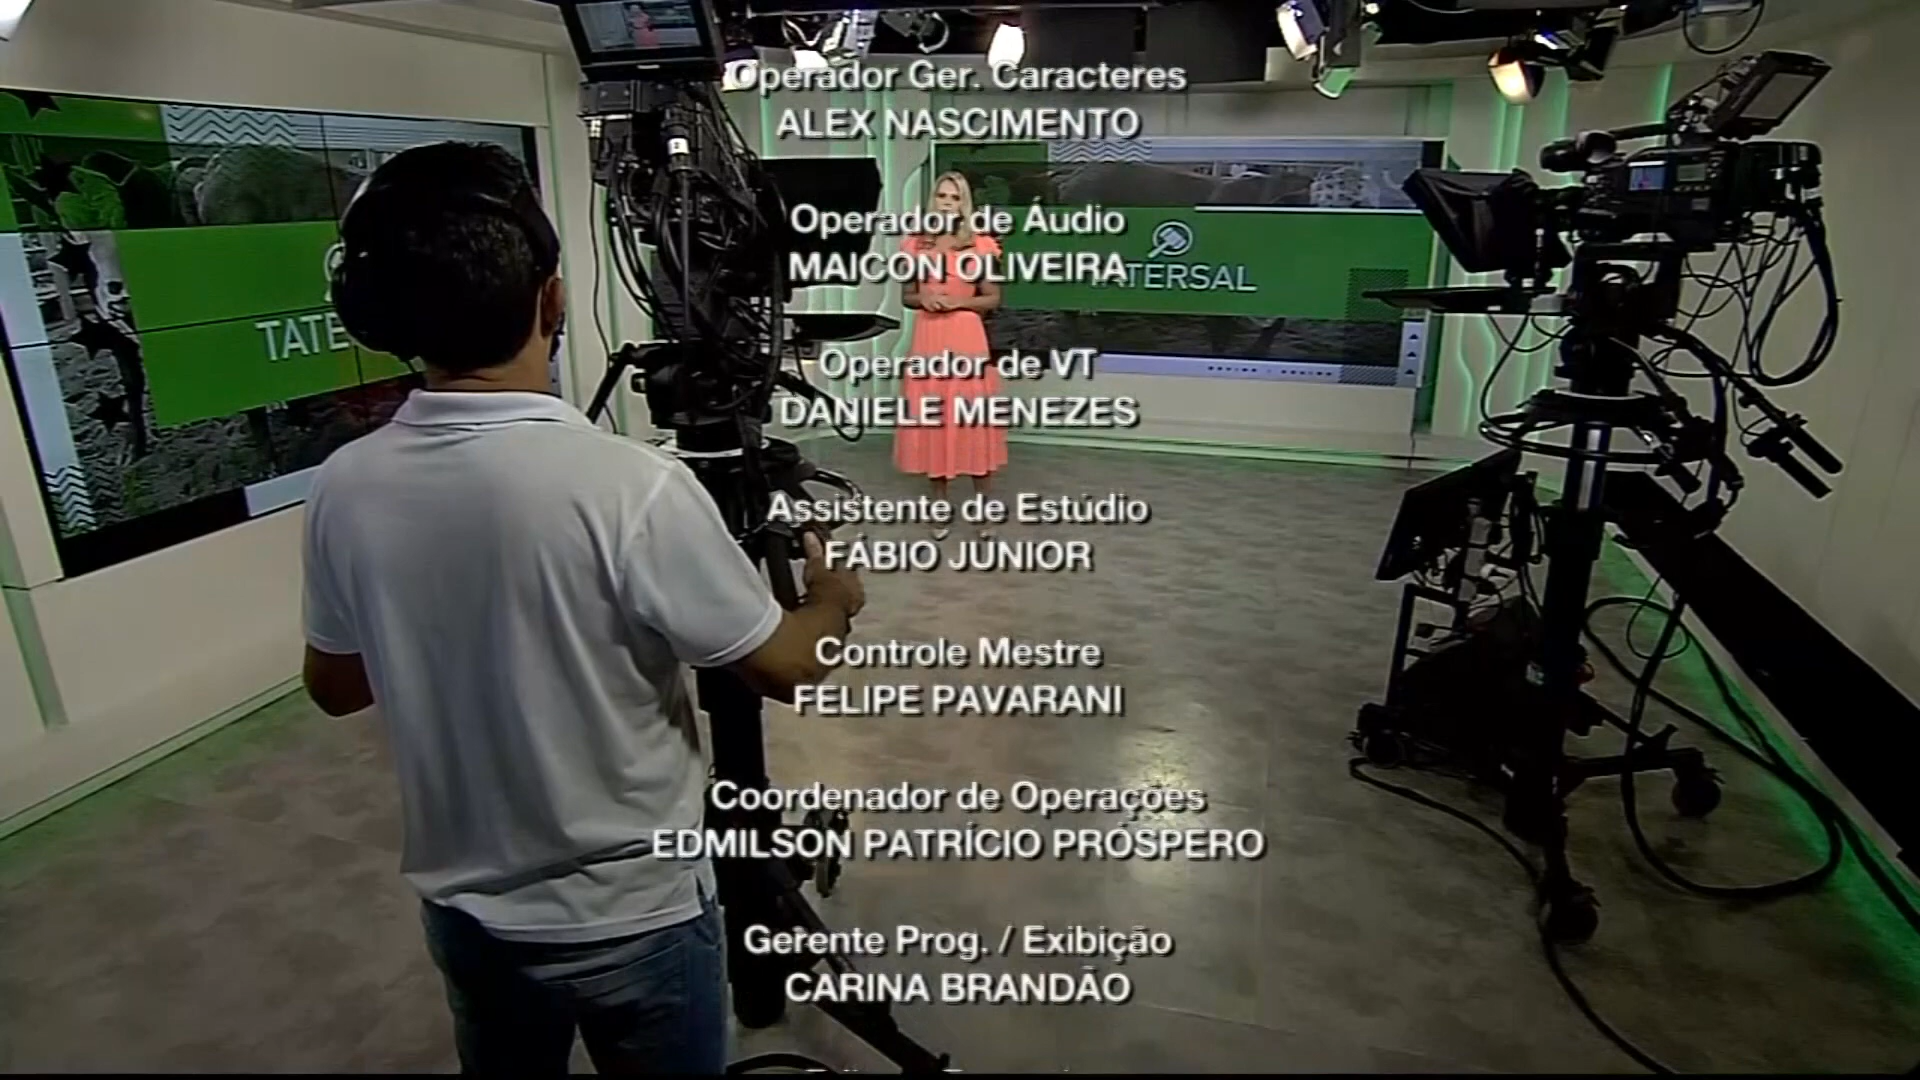 Operador Ger. Caracteres
ALEX NASCIMENTO
Operador de Áudio
MAICON OLIVEIRA
TATERSAL
TATE
Operador de VT
DANIELE MENEZES
Assistente de Estúdio
FÁBIO JÚNIOR
Controle Mestre
FELIPE PAVARANI
Coordenador de Operações
EDMILSON PATRÍCIO PRÓSPERO
Gerente Prog. / Exibição
CARINA BRANDÃO